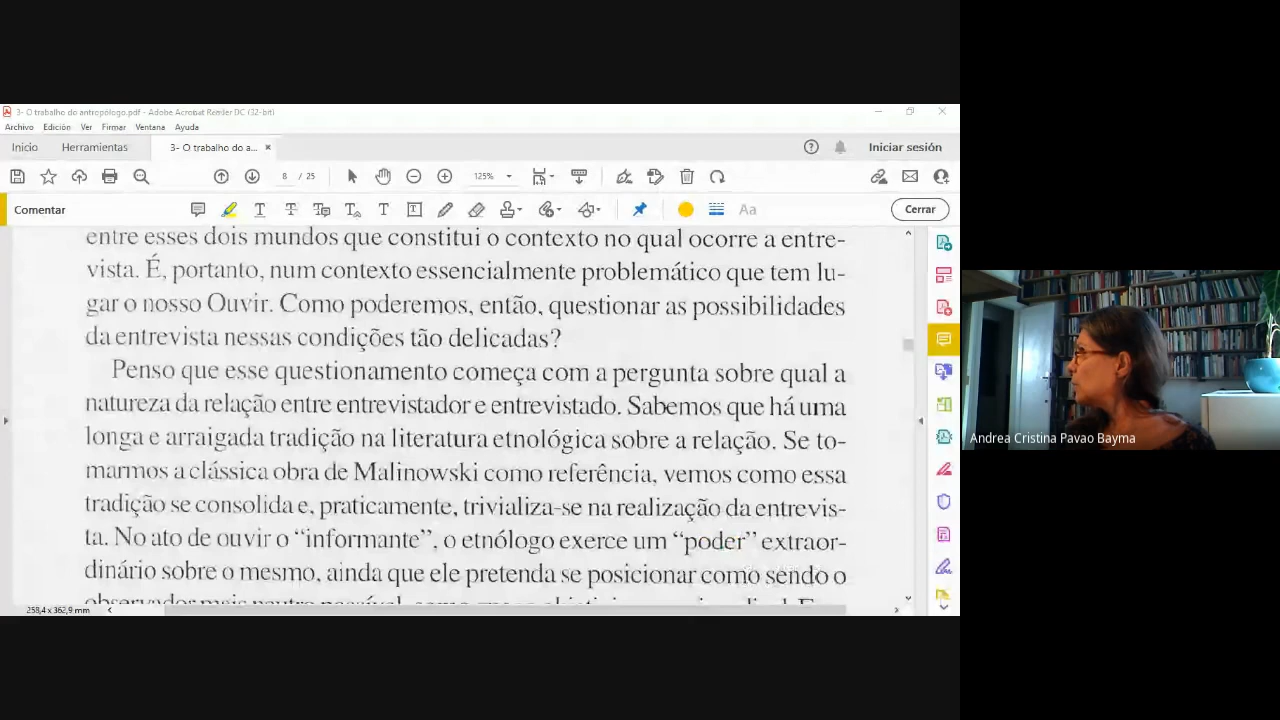 3- O trabalho do antropólogo.pdf - Adobe Acrobat Reader DC (32-bit)
Archivo Edición Ver Firmar Ventana Ayuda
Inicio Herramientas 3- O trabalho do a... × Iniciar sesión
8 / 25 125%
Comentar Aa Cerrar
entre esses dois mundos que constitui o contexto no qual ocorre a entre-
vista. É, portanto, num contexto essencialmente problemático que tem lu-
gar o nosso Ouvir. Como poderemos, então, questionar as possibilidades
da entrevista nessas condições tão delicadas?
Penso que esse questionamento começa com a pergunta sobre qual a
natureza da relação entre entrevistador e entrevistado. Sabemos que há uma
longa e arraigada tradição na literatura etnológica sobre a relação. Se to-
marmos a clássica obra de Malinowski como referência, vemos como essa
tradição se consolida e, praticamente, trivializa-se na realização da entrevis-
ta. No ato de ouvir o “informante”, o etnólogo exerce um “poder” extraor-
dinário sobre o mesmo, ainda que ele pretenda se posicionar como sendo o
observador mais neutro possível
258,4 x 362,9 mm
Andrea Cristina Pavao Bayma